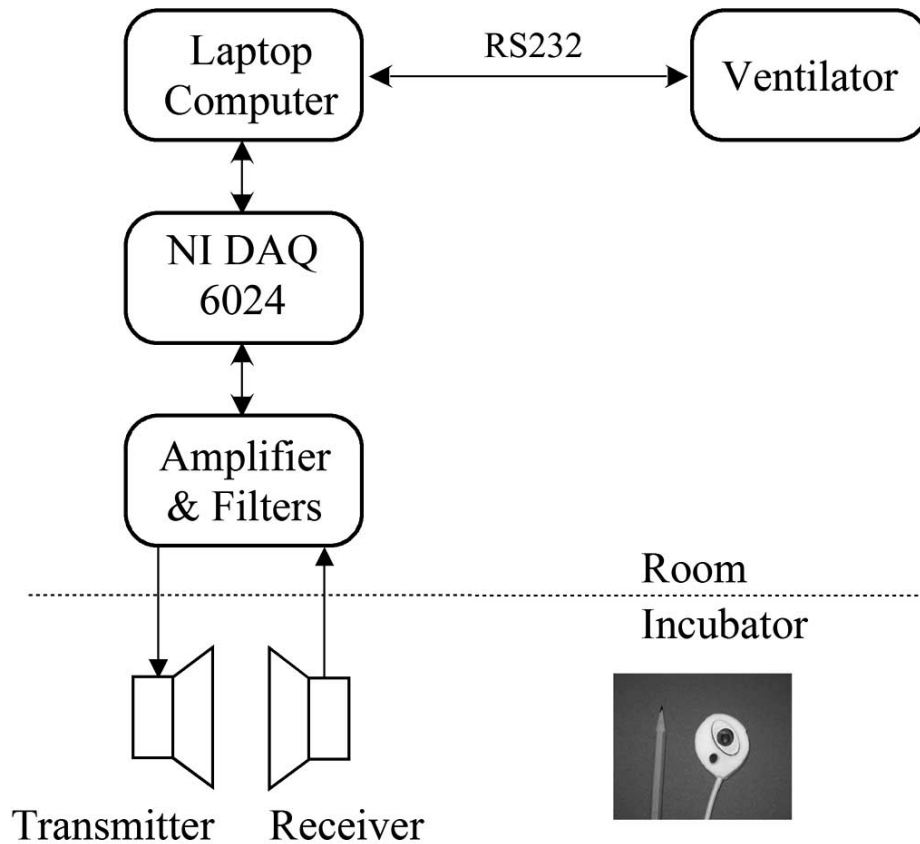 Laptop
Computer
RS232
Ventilator
NI DAQ
6024
Amplifier
& Filters
Room
Incubator
Transmitter
Receiver